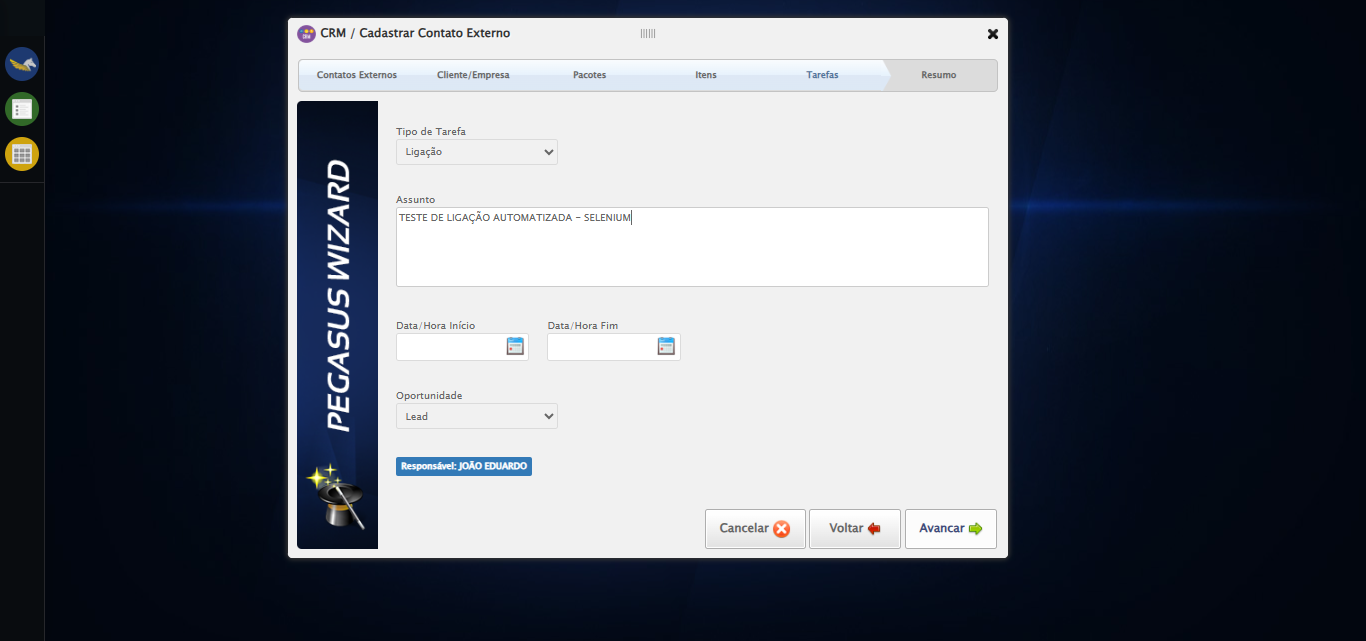 CRM / Cadastrar Contato Externo
Contatos Externos
Cliente/Empresa
Pacotes
Itens
Tarefas
Resumo
PEGASUS WIZARD
Tipo de Tarefa
Ligação
Assunto
TESTE DE LIGAÇÃO AUTOMATIZADA - SELENIUM
Data/Hora Início
Data/Hora Fim
Oportunidade
Lead
Responsável: JOÃO EDUARDO
Cancelar
Voltar
Avancar